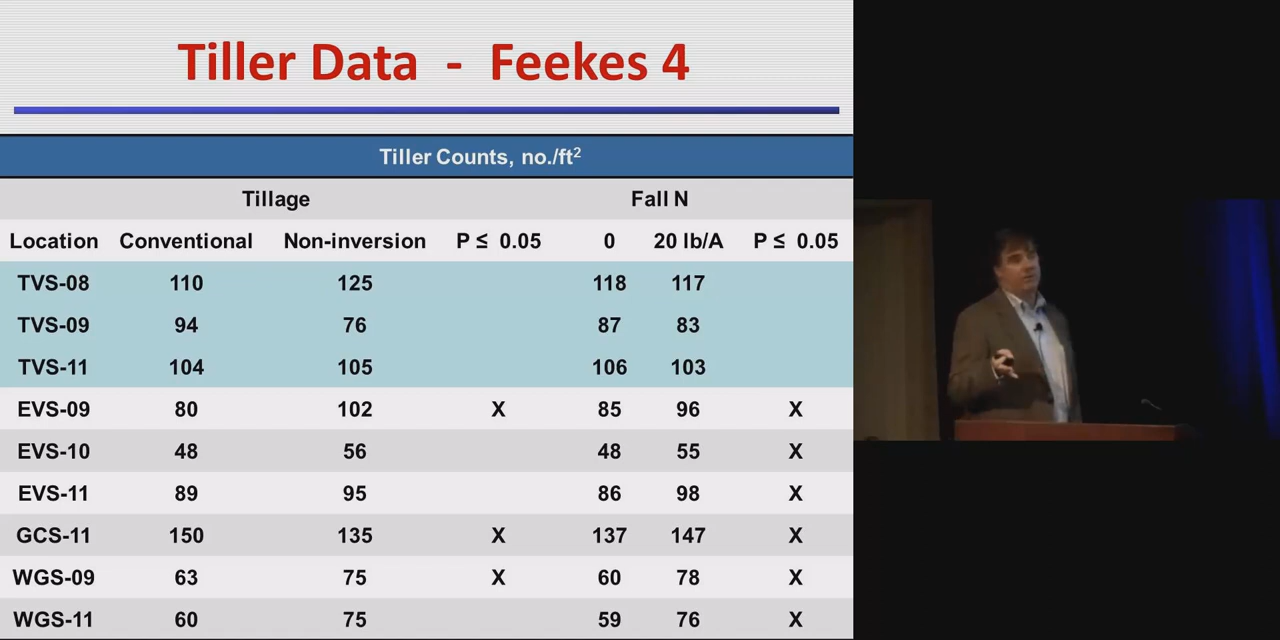 Tiller Data - Feekes 4
Tiller Counts, no./ft²
Tillage Fall N
Location Conventional Non-inversion P ≤ 0.05 0 20 lb/A P ≤ 0.05
TVS-08 110 125 118 117
TVS-09 94 76 87 83
TVS-11 104 105 106 103
EVS-09 80 102 X 85 96 X
EVS-10 48 56 48 55 X
EVS-11 89 95 86 98 X
GCS-11 150 135 X 137 147 X
WGS-09 63 75 X 60 78 X
WGS-11 60 75 59 76 X